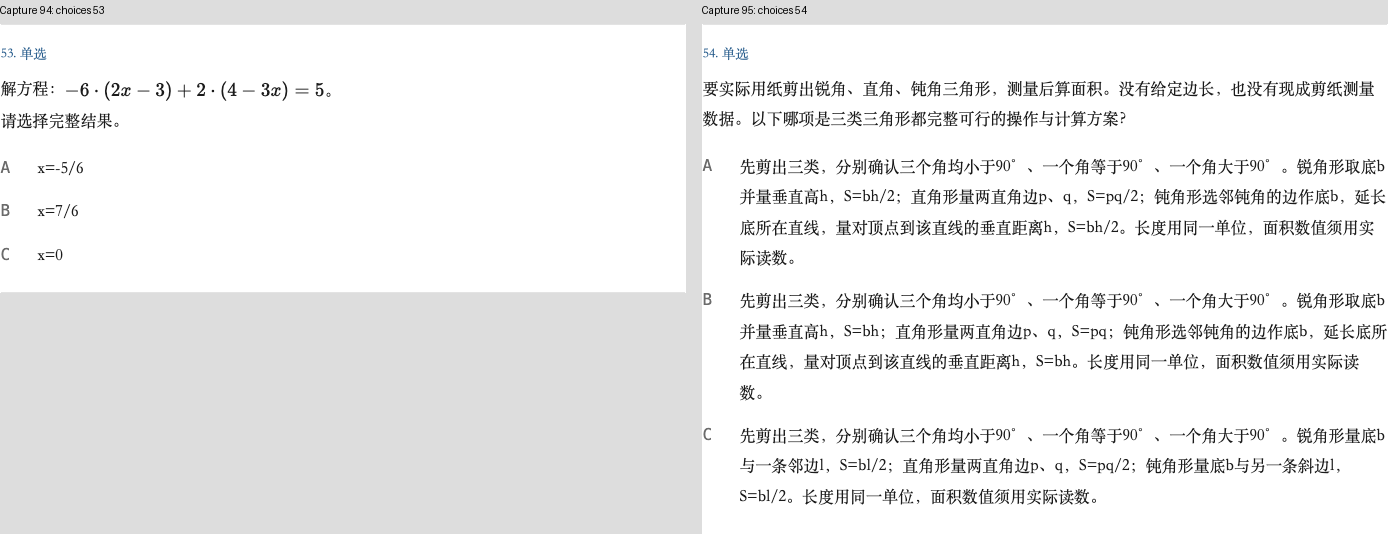 Capture 94: choices 53
53. 单选
解方程：−6 · (2x − 3) + 2 · (4 − 3x) = 5。
请选择完整结果。
A x=-5/6
B x=7/6
C x=0
Capture 95: choices 54
54. 单选
要实际用纸剪出锐角、直角、钝角三角形，测量后算面积。没有给定边长，也没有现成剪纸测量
数据。以下哪项是三类三角形都完整可行的操作与计算方案?
A 先剪出三类，分别确认三个角均小于90°、一个角等于90°、一个角大于90°。锐角形取底b
并量垂直高h，S=bh/2；直角形量两直角边p、q，S=pq/2；钝角形选邻钝角的边作底b，延长
底所在直线，量对顶点到该直线的垂直距离h，S=bh/2。长度用同一单位，面积数值须用实
际读数。
B 先剪出三类，分别确认三个角均小于90°、一个角等于90°、一个角大于90°。锐角形取底b
并量垂直高h，S=bh；直角形量两直角边p、q，S=pq；钝角形选邻钝角的边作底b，延长底所
在直线，量对顶点到该直线的垂直距离h，S=bh。长度用同一单位，面积数值须用实际读
数。
C 先剪出三类，分别确认三个角均小于90°、一个角等于90°、一个角大于90°。锐角形量底b
与一条邻边l，S=bl/2；直角形量两直角边p、q，S=pq/2；钝角形量底b与另一条斜边l，
S=bl/2。长度用同一单位，面积数值须用实际读数。